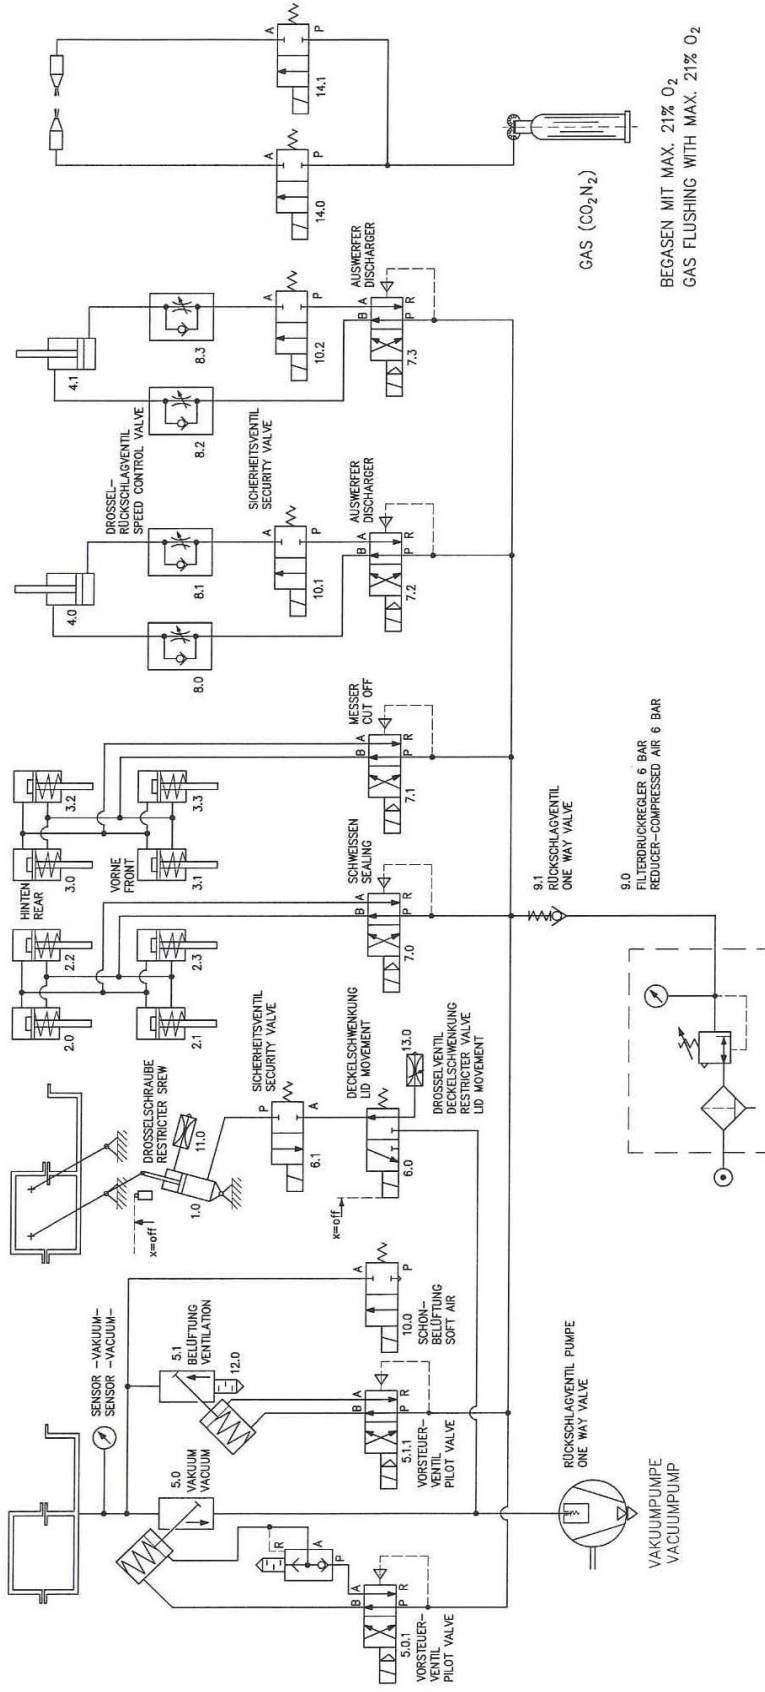 SENSOR -VAKUUM-
SENSOR -VACUUM-
5.0
VAKUUM
VACUUM
5.1
BELÜFTUNG
VENTILATION
12.0
R
A
P
B
A
P
R
5.0.1
VORSTEUER-
VENTIL
PILOT VALVE
B
A
P
R
5.1.1
VORSTEUER-
VENTIL
PILOT VALVE
A
P
10.0
SCHON-
BELÜFTUNG
SOFT AIR
RÜCKSCHLAGVENTIL PUMPE
ONE WAY VALVE
VAKUUMPUMPE
VACUUMPUMP
x=off
DROSSELSCHRAUBE
RESTRICTER SREW
11.0
1.0
SICHERHEITSVENTIL
SECURITY VALVE
P
A
6.1
DECKELSCHWENKUNG
LID MOVEMENT
x=off
6.0
13.0
DROSSELVENTIL
DECKELSCHWENKUNG
RESTRICTER VALVE
LID MOVEMENT
2.0
2.2
2.1
2.3
HINTEN
REAR
VORNE
FRONT
3.0
3.2
3.1
3.3
SCHWEISSEN
SEALING
B
A
P
R
7.0
MESSER
CUT OFF
B
A
P
R
7.1
9.1
RÜCKSCHLAGVENTIL
ONE WAY VALVE
9.0
FILTERDRUCKREGLER 6 BAR
REDUCER-COMPRESSED AIR 6 BAR
4.0
8.0
8.1
DROSSEL-
RÜCKSCHLAGVENTIL
SPEED CONTROL VALVE
SICHERHEITSVENTIL
SECURITY VALVE
A
P
10.1
AUSWERFER
DISCHARGER
B
A
P
R
7.2
4.1
8.2
8.3
A
P
10.2
AUSWERFER
DISCHARGER
B
A
P
R
7.3
A
P
14.0
A
P
14.1
GAS (CO₂N₂)
BEGASEN MIT MAX. 21% O₂
GAS FLUSHING WITH MAX. 21% O₂